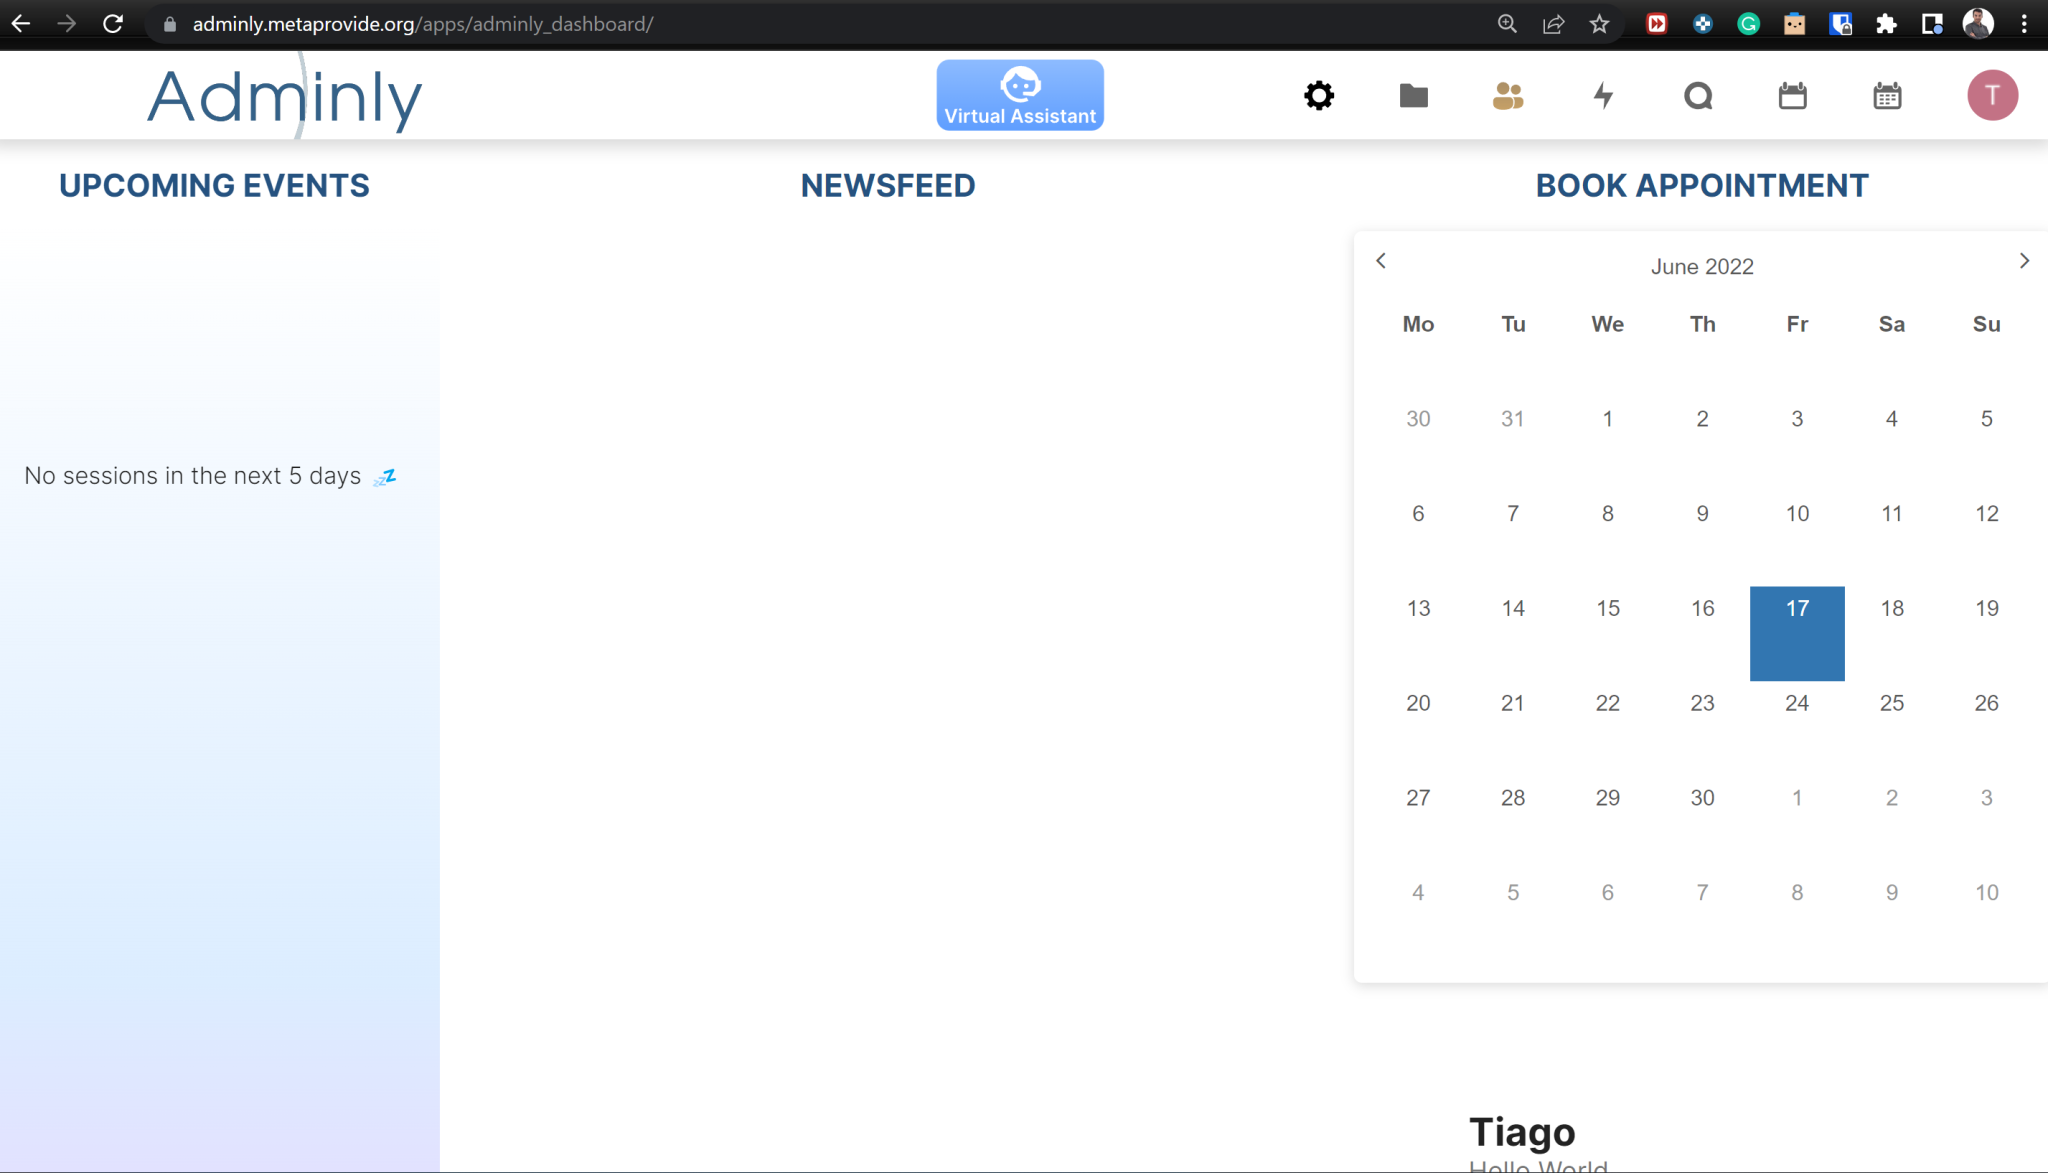 adminly.metaprovide.org/apps/adminly_dashboard/
Adminly
Virtual Assistant
T
UPCOMING EVENTS
No sessions in the next 5 days
NEWSFEED
BOOK APPOINTMENT
June 2022
Mo Tu We Th Fr Sa Su
30 31 1 2 3 4 5
6 7 8 9 10 11 12
13 14 15 16 17 18 19
20 21 22 23 24 25 26
27 28 29 30 1 2 3
4 5 6 7 8 9 10
Tiago
Hello World